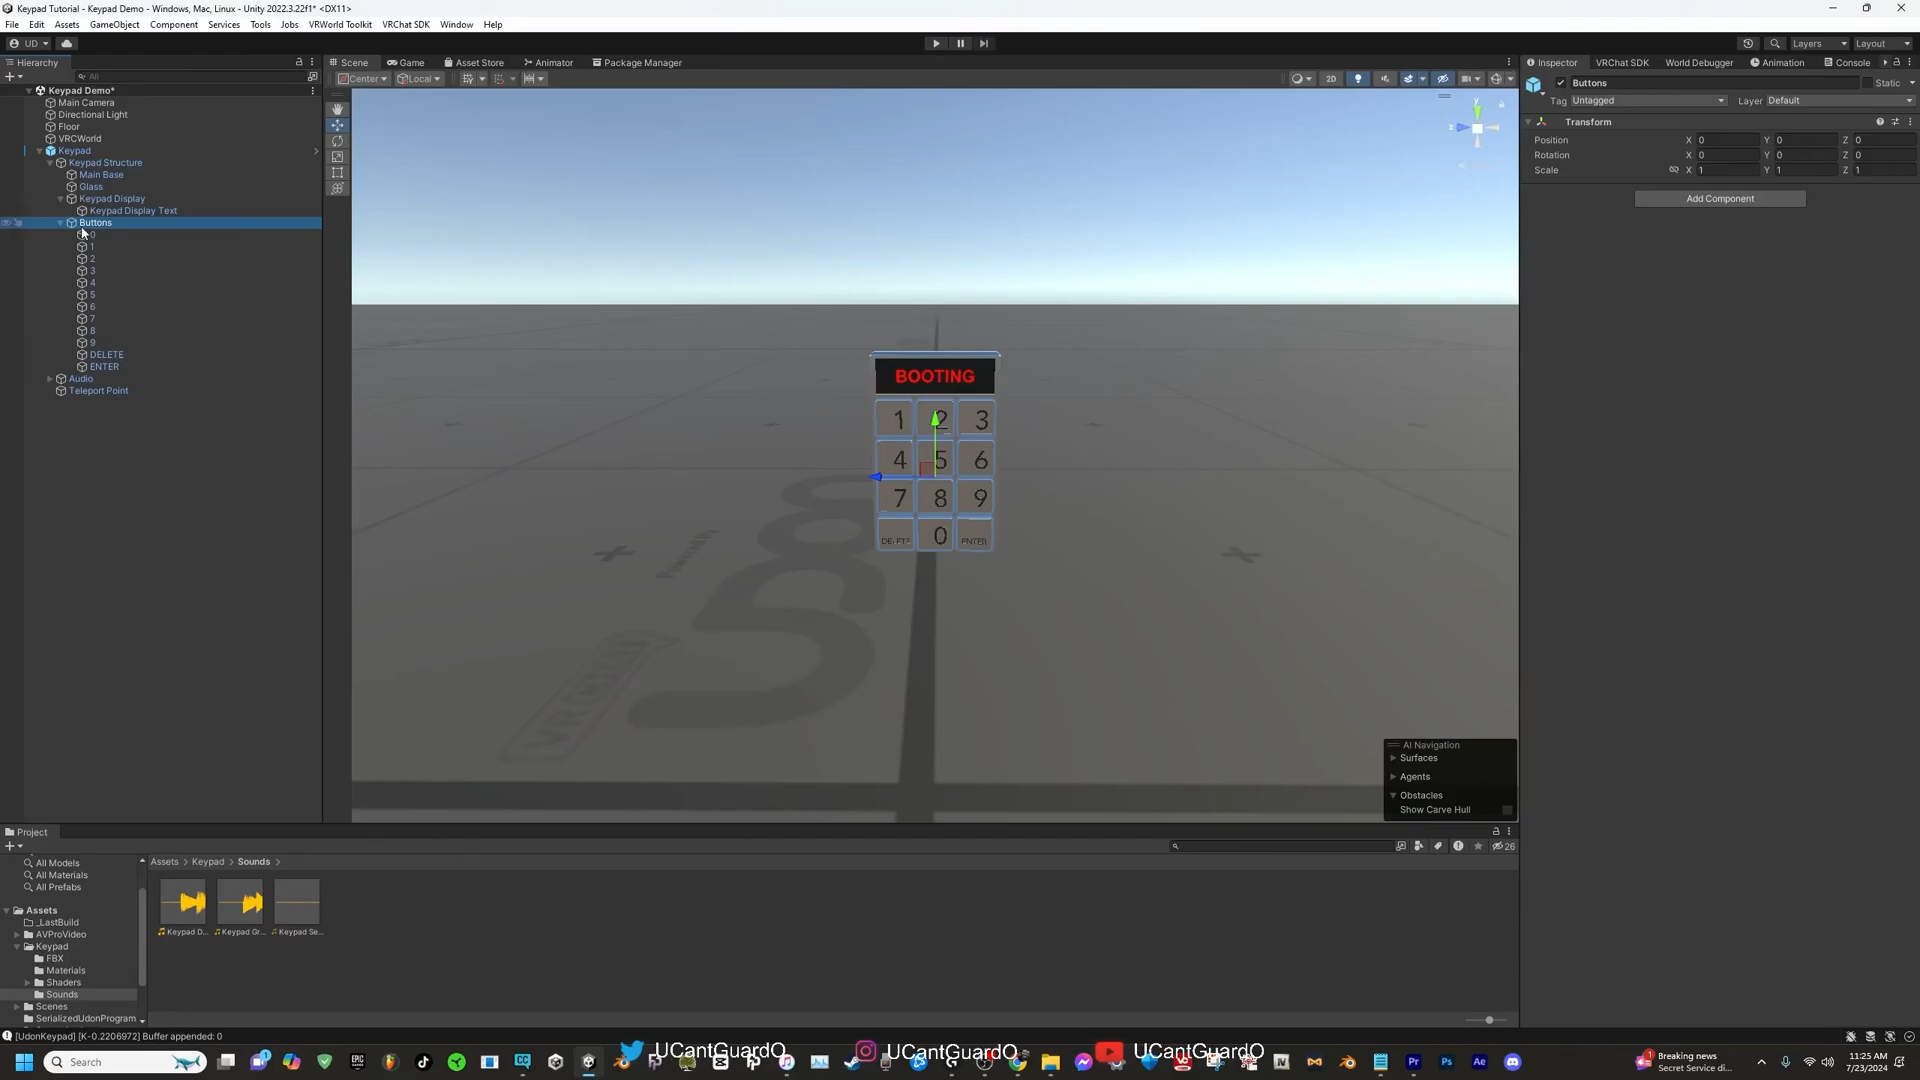 Keypad Tutorial - Keypad Demo - Windows, Mac, Linux - Unity 2022.3.22f1* <DX11>
File Edit Assets GameObject Component Services Tools Jobs VRWorld Toolkit VRChat SDK Window Help
UD
Layers
Layout
Hierarchy
All
Keypad Demo*
Main Camera
Directional Light
Floor
VRCWorld
Keypad
Keypad Structure
Main Base
Glass
Keypad Display
Keypad Display Text
Buttons
0
1
2
3
4
5
6
7
8
9
DELETE
ENTER
Audio
Teleport Point
Scene Game Asset Store Animator Package Manager
Center Local
2D
y
z
BOOTING
1 2 3
4 5 6
7 8 9
DELETE 0 ENTER
AI Navigation
Surfaces
Agents
Obstacles
Show Carve Hull
Inspector VRChat SDK World Debugger Animation Console
Buttons
Static
Tag Untagged Layer Default
Transform
Position X 0 Y 0 Z 0
Rotation X 0 Y 0 Z 0
Scale X 1 Y 1 Z 1
Add Component
Project
26
All Models
All Materials
All Prefabs
Assets
_LastBuild
AVProVideo
Keypad
FBX
Materials
Shaders
Sounds
Scenes
SerializedUdonProgram
Assets > Keypad > Sounds >
Keypad D...
Keypad Gr...
Keypad Se...
[UdonKeypad] [K-0.2206972] Buffer appended: 0
Search
UCantGuardO
UCantGuardO
UCantGuardO
Breaking news
Secret Service di...
11:25 AM
7/23/2024